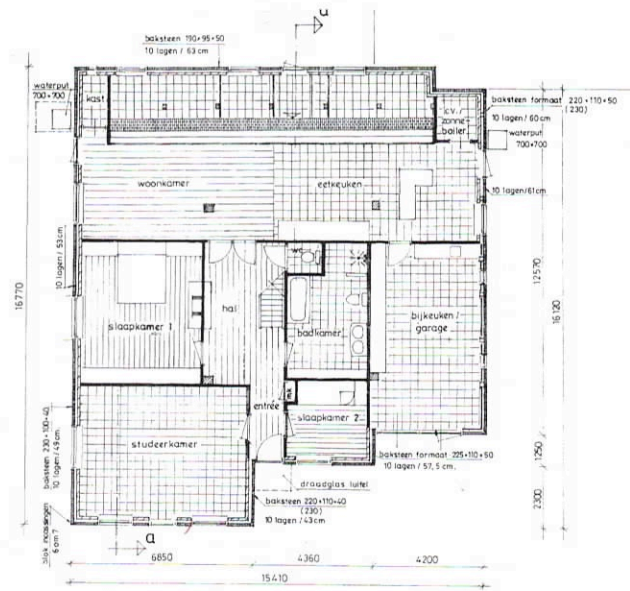 u
baksteen 190×95×50
10 lagen / 63 cm
waterput
700×700
kast
c.v./
zonne-
boiler
baksteen formaat 220×110×50
(230)
10 lagen / 60 cm
waterput
700×700
woonkamer
eetkeuken
10 lagen/61cm
10 lagen / 53 cm
16770
12570
16120
wc
slaapkamer 1
hal
badkamer
bijkeuken/
garage
mk
entrée
slaapkamer 2
studeerkamer
baksteen 230×100×40
10 lagen / 49 cm.
baksteen formaat 225×110×50
10 lagen / 57,5 cm.
1250
draadglas luifel
baksteen 220×110×40
(230)
10 lagen / 43 cm
2300
a
6850
4360
4200
15410